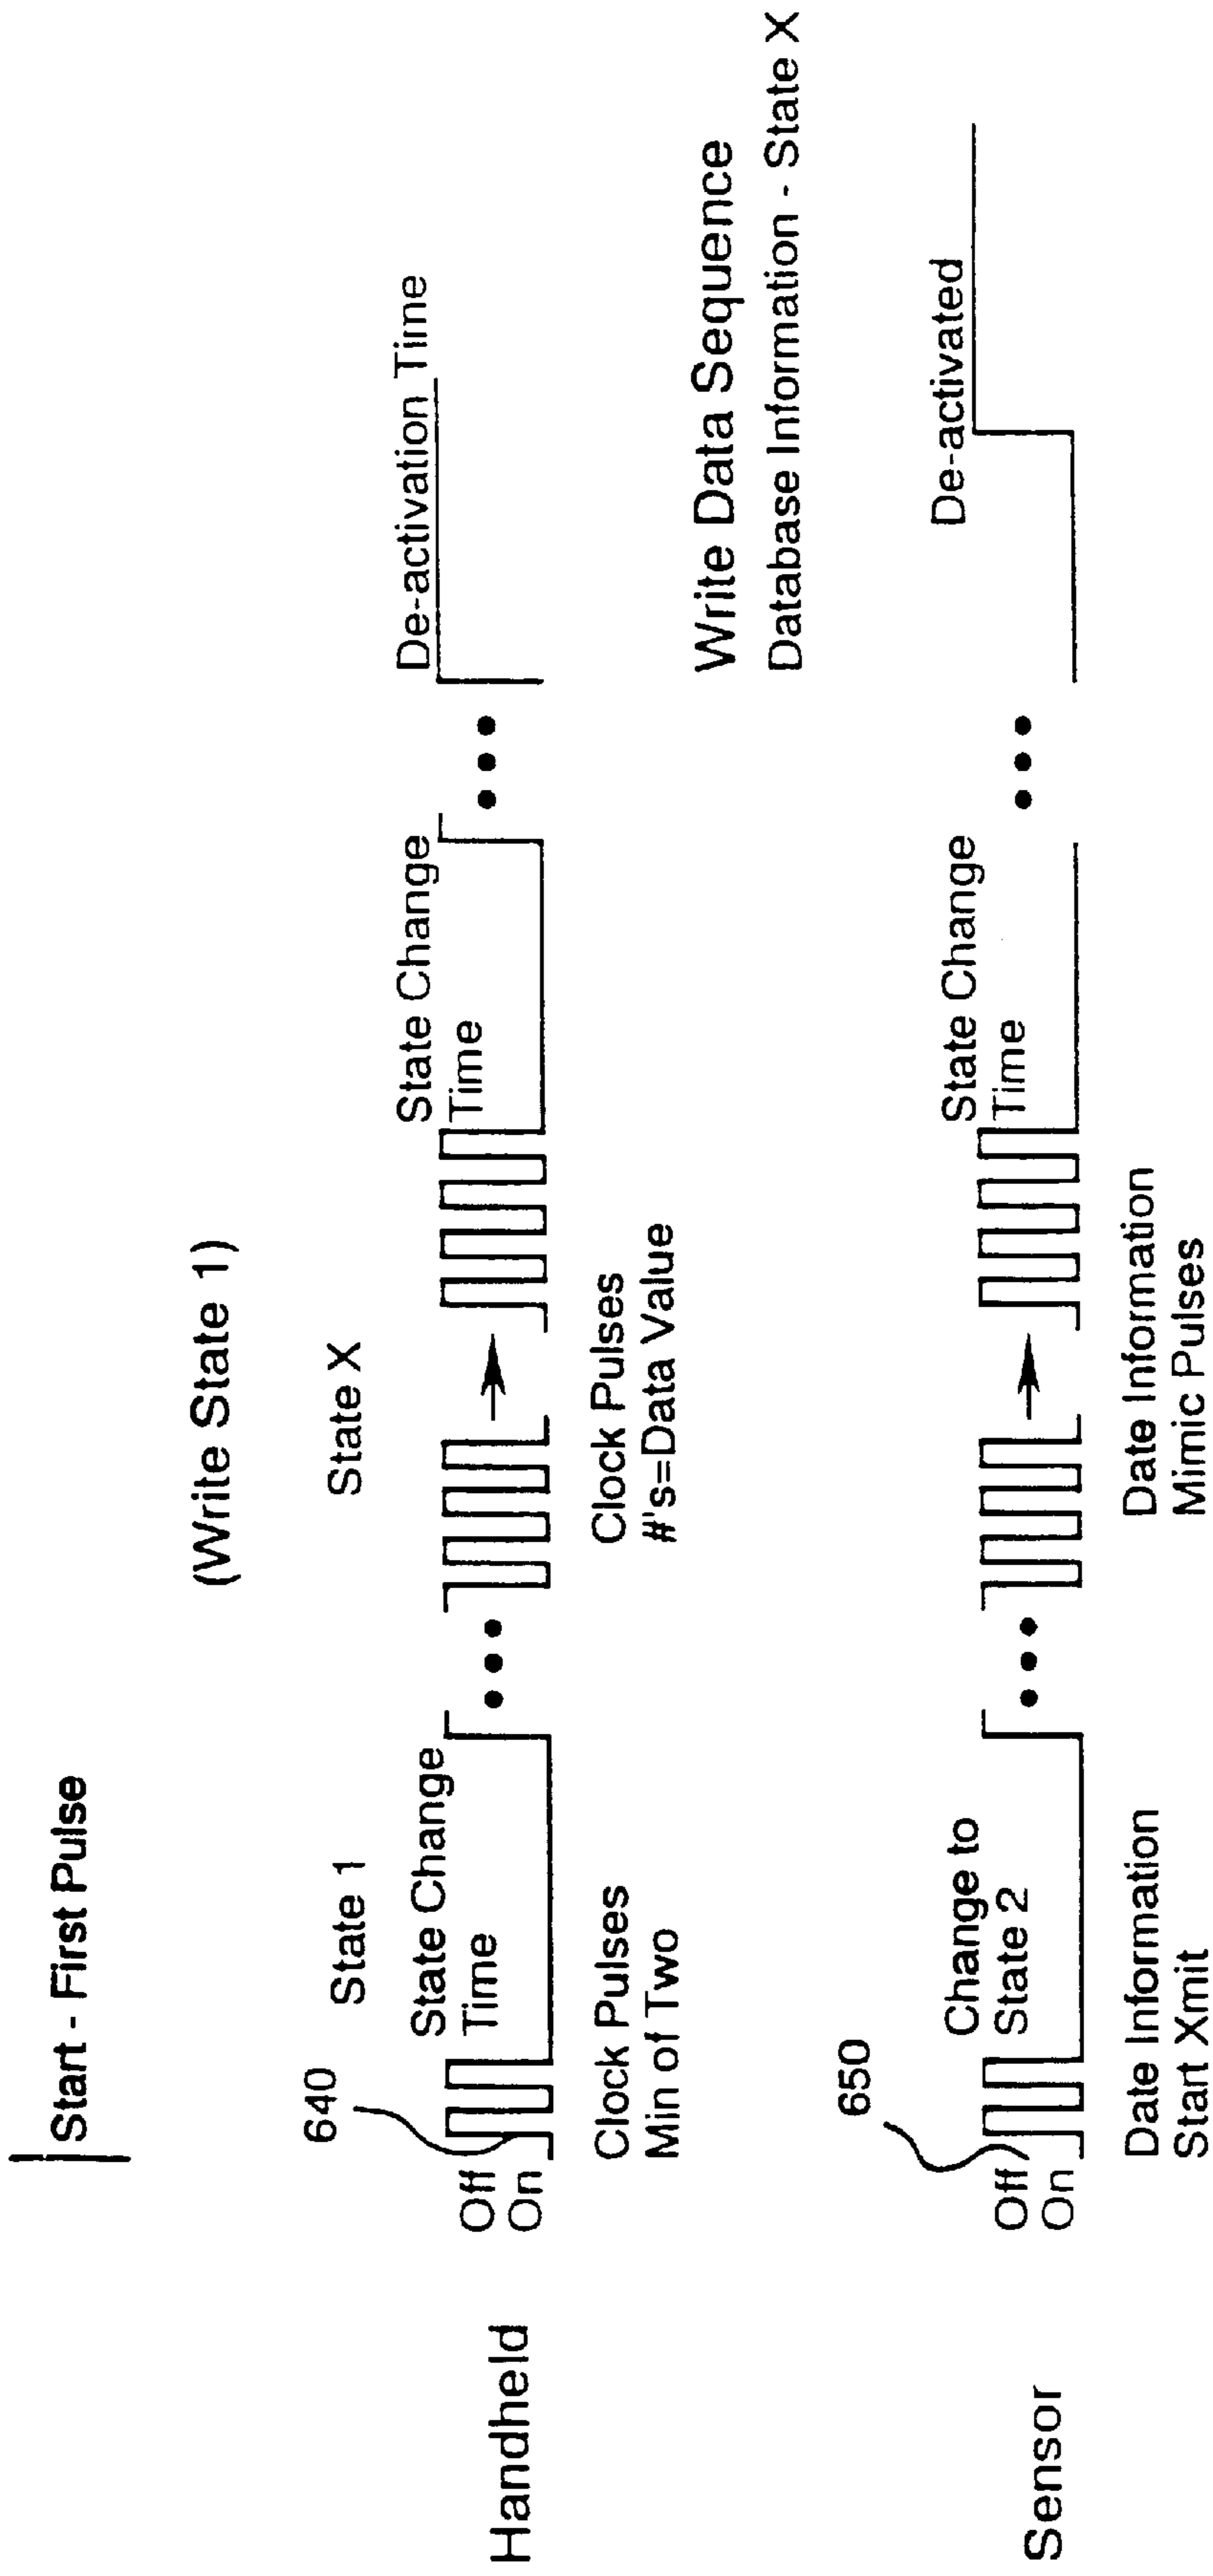 Start - First Pulse
(Write State 1)
640
State 1
State X
Handheld
Off
On
State Change
Time
State Change
Time
De-activation Time
Clock Pulses
Min of Two
Clock Pulses
#'s=Data Value
Write Data Sequence
Database Information - State X
650
Sensor
Off
On
Change to
State 2
State Change
Time
De-activated
Date Information
Start Xmit
Date Information
Mimic Pulses